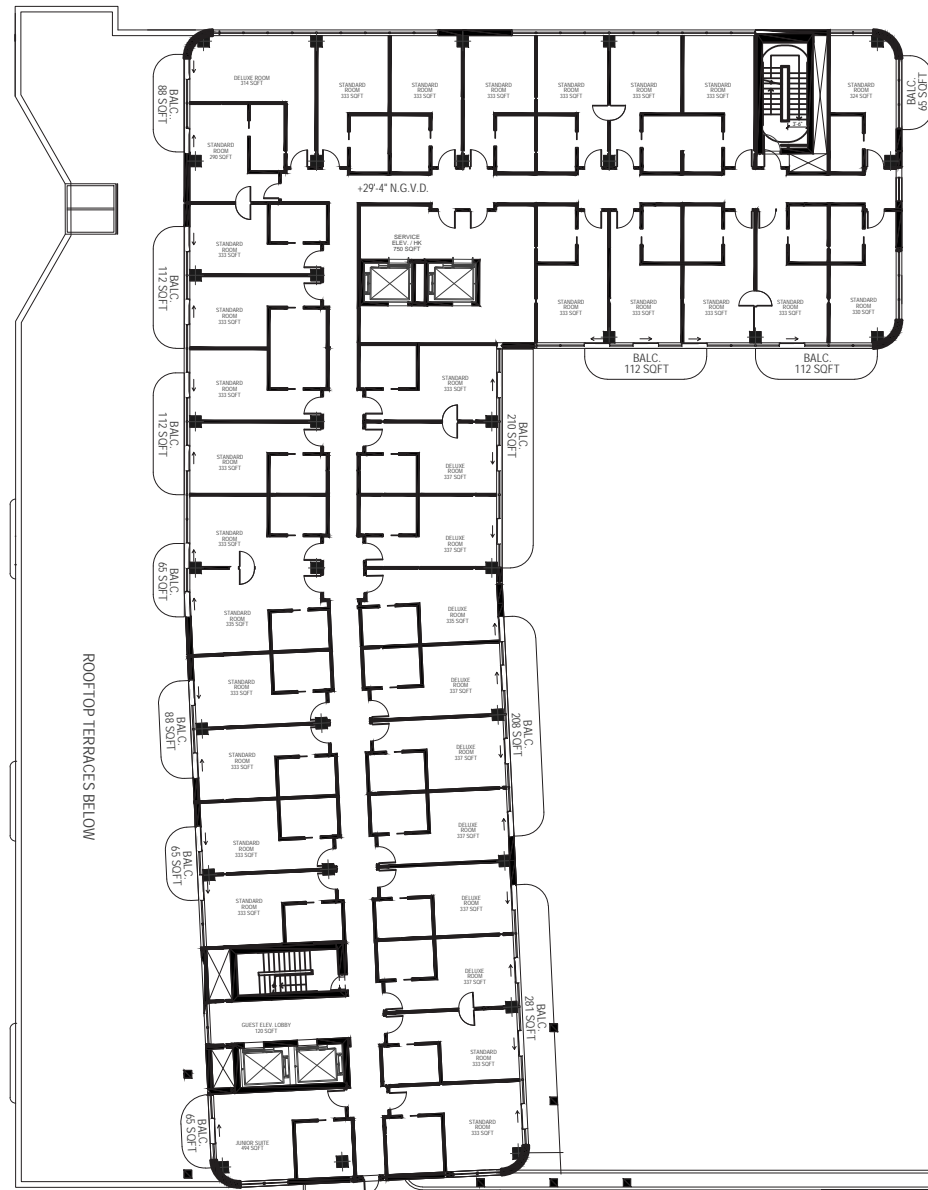 DELUXE ROOM
314 SQFT
STANDARD
ROOM
333 SQFT
STANDARD
ROOM
333 SQFT
STANDARD
ROOM
333 SQFT
STANDARD
ROOM
333 SQFT
STANDARD
ROOM
333 SQFT
STANDARD
ROOM
333 SQFT
STANDARD
ROOM
324 SQFT
BALC.
65 SQFT
BALC.
88 SQFT
STANDARD
ROOM
290 SQFT
+29'-4" N.G.V.D.
SERVICE
ELEV. / HK
750 SQFT
STANDARD
ROOM
333 SQFT
BALC.
112 SQFT
STANDARD
ROOM
333 SQFT
STANDARD
ROOM
333 SQFT
STANDARD
ROOM
333 SQFT
STANDARD
ROOM
333 SQFT
STANDARD
ROOM
333 SQFT
STANDARD
ROOM
330 SQFT
BALC.
112 SQFT
BALC.
112 SQFT
STANDARD
ROOM
333 SQFT
STANDARD
ROOM
333 SQFT
BALC.
112 SQFT
BALC.
210 SQFT
STANDARD
ROOM
333 SQFT
DELUXE
ROOM
337 SQFT
STANDARD
ROOM
333 SQFT
DELUXE
ROOM
337 SQFT
BALC.
65 SQFT
STANDARD
ROOM
335 SQFT
DELUXE
ROOM
335 SQFT
STANDARD
ROOM
333 SQFT
DELUXE
ROOM
337 SQFT
BALC.
88 SQFT
BALC.
208 SQFT
ROOFTOP TERRACES BELOW
STANDARD
ROOM
333 SQFT
DELUXE
ROOM
337 SQFT
STANDARD
ROOM
333 SQFT
DELUXE
ROOM
337 SQFT
BALC.
65 SQFT
STANDARD
ROOM
333 SQFT
DELUXE
ROOM
337 SQFT
DELUXE
ROOM
337 SQFT
BALC.
281 SQFT
GUEST ELEV. LOBBY
120 SQFT
STANDARD
ROOM
333 SQFT
BALC.
65 SQFT
JUNIOR SUITE
494 SQFT
STANDARD
ROOM
333 SQFT